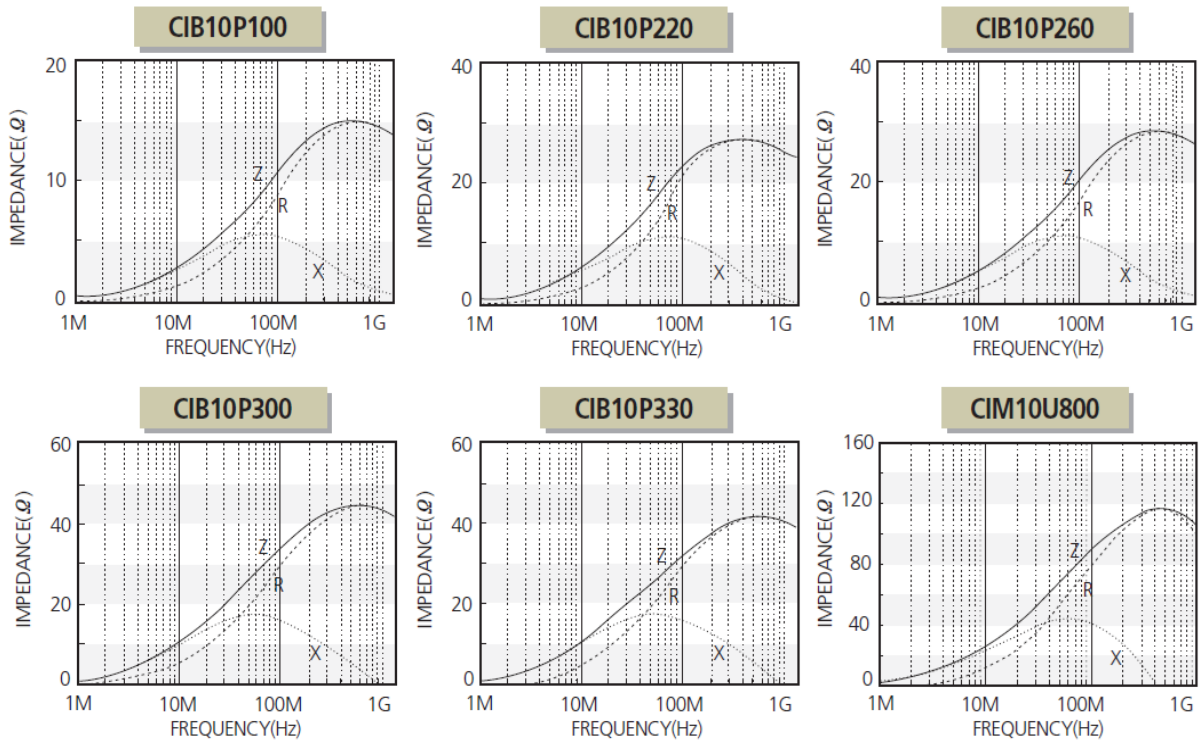 CIB10P100
IMPEDANCE(Ω)
20
10
0
Z
R
X
1M 10M 100M 1G
FREQUENCY(Hz)
CIB10P220
IMPEDANCE(Ω)
40
20
0
Z
R
X
1M 10M 100M 1G
FREQUENCY(Hz)
CIB10P260
IMPEDANCE(Ω)
40
20
0
Z
R
X
1M 10M 100M 1G
FREQUENCY(Hz)
CIB10P300
IMPEDANCE(Ω)
60
40
20
0
Z
R
X
1M 10M 100M 1G
FREQUENCY(Hz)
CIB10P330
IMPEDANCE(Ω)
60
40
20
0
Z
R
X
1M 10M 100M 1G
FREQUENCY(Hz)
CIM10U800
IMPEDANCE(Ω)
160
120
80
40
0
Z
R
X
1M 10M 100M 1G
FREQUENCY(Hz)